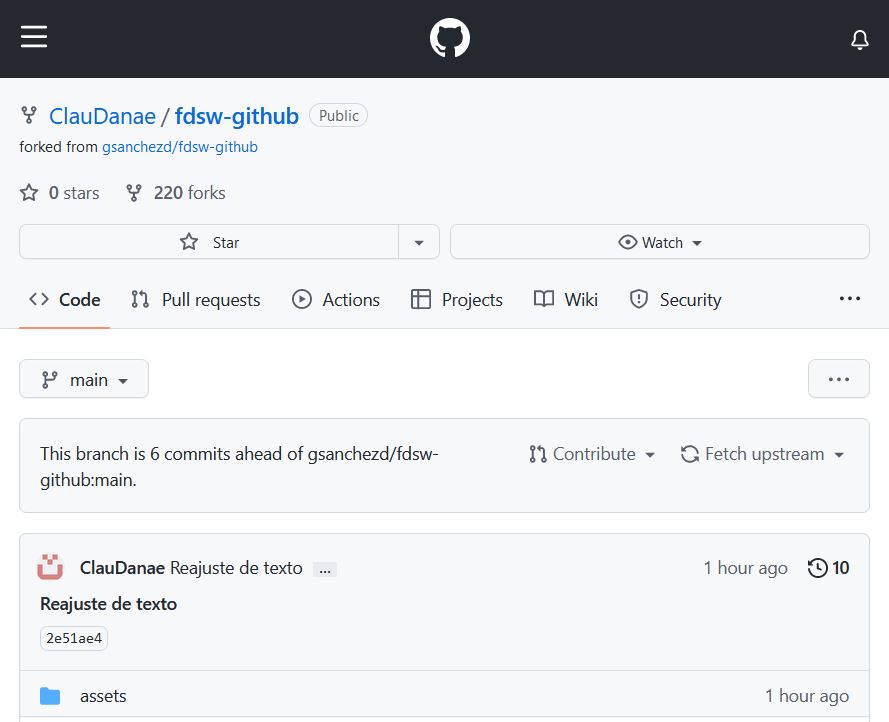 ClauDanae / fdsw-github Public
forked from gsanchezd/fdsw-github
0 stars 220 forks
Star Watch
Code Pull requests Actions Projects Wiki Security ...
main ...
This branch is 6 commits ahead of gsanchezd/fdsw-
github:main.
Contribute Fetch upstream
ClauDanae Reajuste de texto ... 1 hour ago 10
Reajuste de texto
2e51ae4
assets 1 hour ago